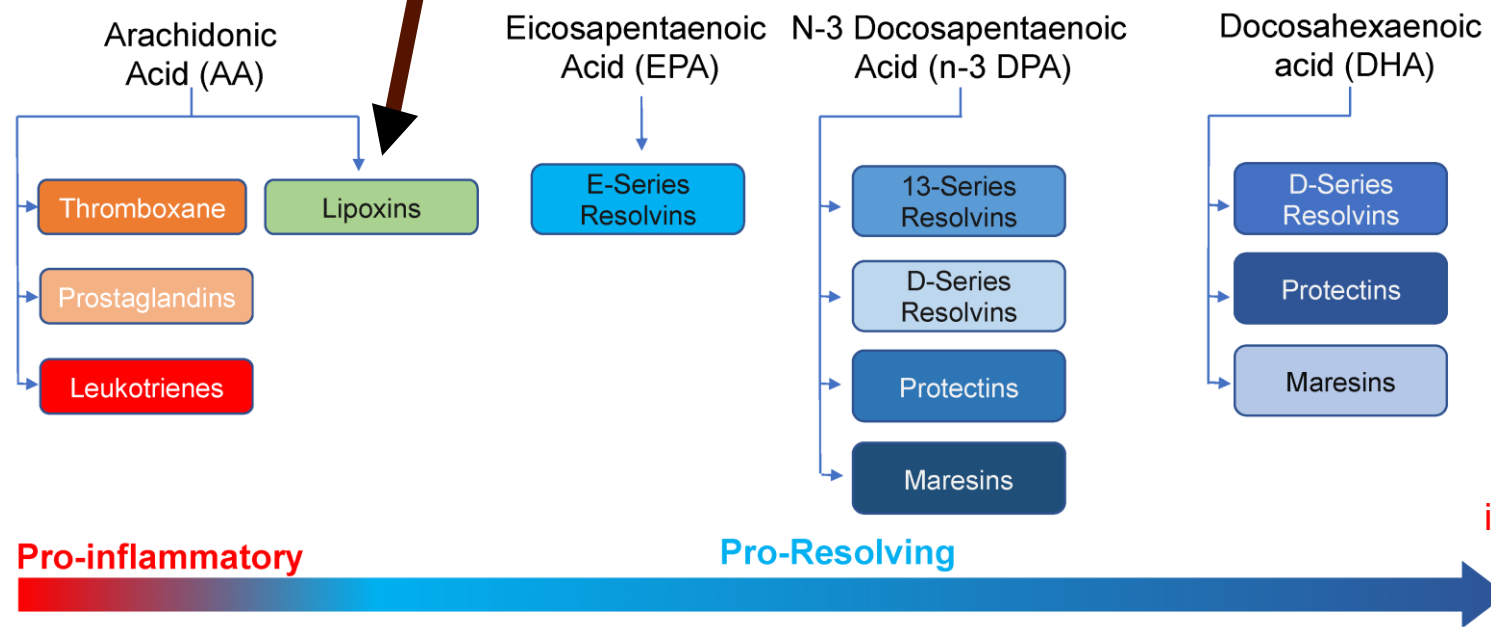 Arachidonic
Acid (AA)
Eicosapentaenoic
Acid (EPA)
N-3 Docosapentaenoic
Acid (n-3 DPA)
Docosahexaenoic
acid (DHA)
Thromboxane
Lipoxins
Prostaglandins
Leukotrienes
E-Series
Resolvins
13-Series
Resolvins
D-Series
Resolvins
Protectins
Maresins
D-Series
Resolvins
Protectins
Maresins
i
Pro-inflammatory
Pro-Resolving